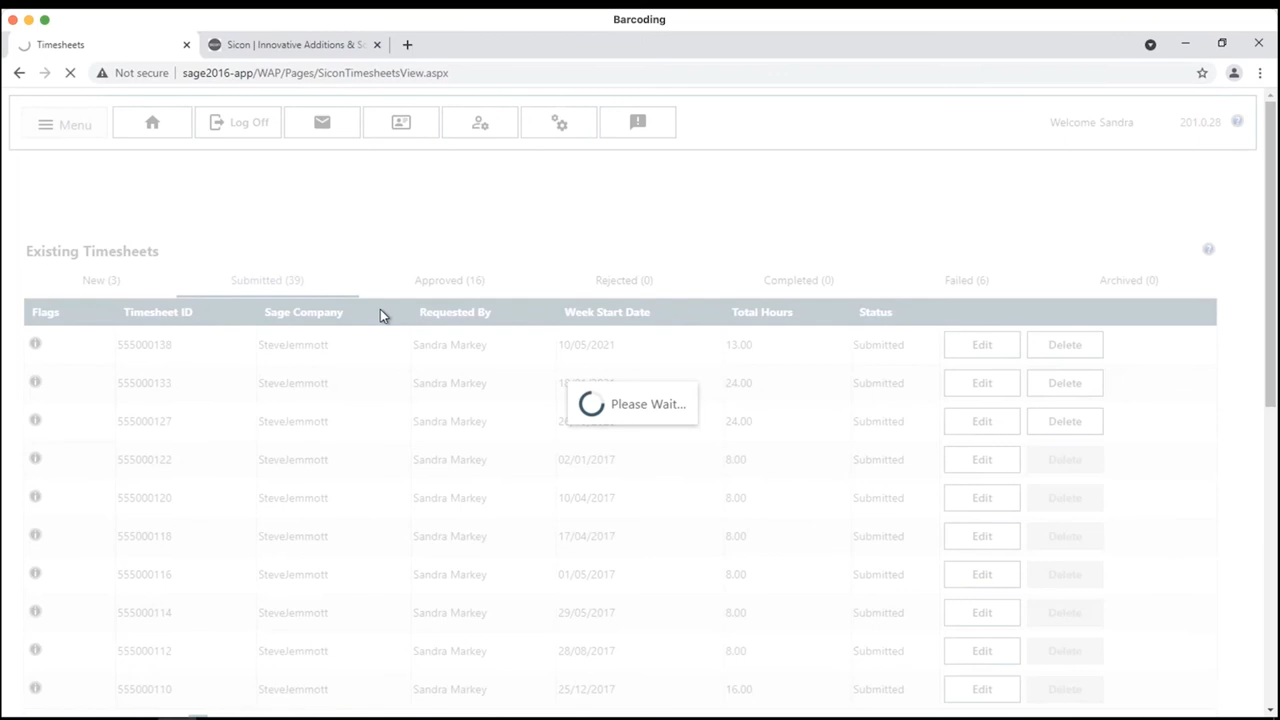 Barcoding
Timesheets
Sicon | Innovative Additions & S
Not secure | sage2016-app/WAP/Pages/SiconTimesheetsView.aspx
Menu Log Off Welcome Sandra 201.0.28
Existing Timesheets
New (3) Submitted (39) Approved (16) Rejected (0) Completed (0) Failed (6) Archived (0)
Flags Timesheet ID Sage Company Requested By Week Start Date Total Hours Status
555000138 SteveJemmott Sandra Markey 10/05/2021 13.00 Submitted Edit Delete
555000133 SteveJemmott Sandra Markey 24.00 Submitted Edit Delete
Please Wait...
555000127 SteveJemmott Sandra Markey 24.00 Submitted Edit Delete
555000122 SteveJemmott Sandra Markey 02/01/2017 8.00 Submitted Edit Delete
555000120 SteveJemmott Sandra Markey 10/04/2017 8.00 Submitted Edit Delete
555000118 SteveJemmott Sandra Markey 17/04/2017 8.00 Submitted Edit Delete
555000116 SteveJemmott Sandra Markey 01/05/2017 8.00 Submitted Edit Delete
555000114 SteveJemmott Sandra Markey 29/05/2017 8.00 Submitted Edit Delete
555000112 SteveJemmott Sandra Markey 28/08/2017 8.00 Submitted Edit Delete
555000110 SteveJemmott Sandra Markey 25/12/2017 16.00 Submitted Edit Delete